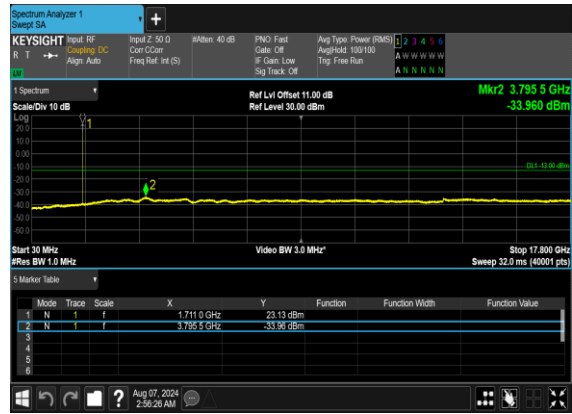 Spectrum Analyzer 1
Swept SA
+
KEYSIGHT Input: RF Input Z: 50 Ω #Atten: 40 dB PNO: Fast Avg Type: Power (RMS) 1 2 3 4 5 6
R T Coupling: DC Corr CCorr Gate: Off Avg|Hold: 100/100 A W W W W W
Align: Auto Freq Ref: Int (S) IF Gain: Low Trig: Free Run
Sig Track: Off A N N N N N
1 Spectrum Ref Lvl Offset 11.00 dB Mkr2 3.795 5 GHz
Scale/Div 10 dB Ref Level 30.00 dBm -33.960 dBm
Log
1
20.0
10.0
0.00
-10.0 DL1 -13.00 dBm
-20.0
2
-30.0
-40.0
-50.0
-60.0
Start 30 MHz Video BW 3.0 MHz* Stop 17.800 GHz
#Res BW 1.0 MHz Sweep 32.0 ms (40001 pts)
5 Marker Table
Mode Trace Scale X Y Function Function Width Function Value
1 N 1 f 1.711 0 GHz 23.13 dBm
2 N 1 f 3.795 5 GHz -33.96 dBm
3
4
5
6
? Aug 07, 2024
2:56:26 AM